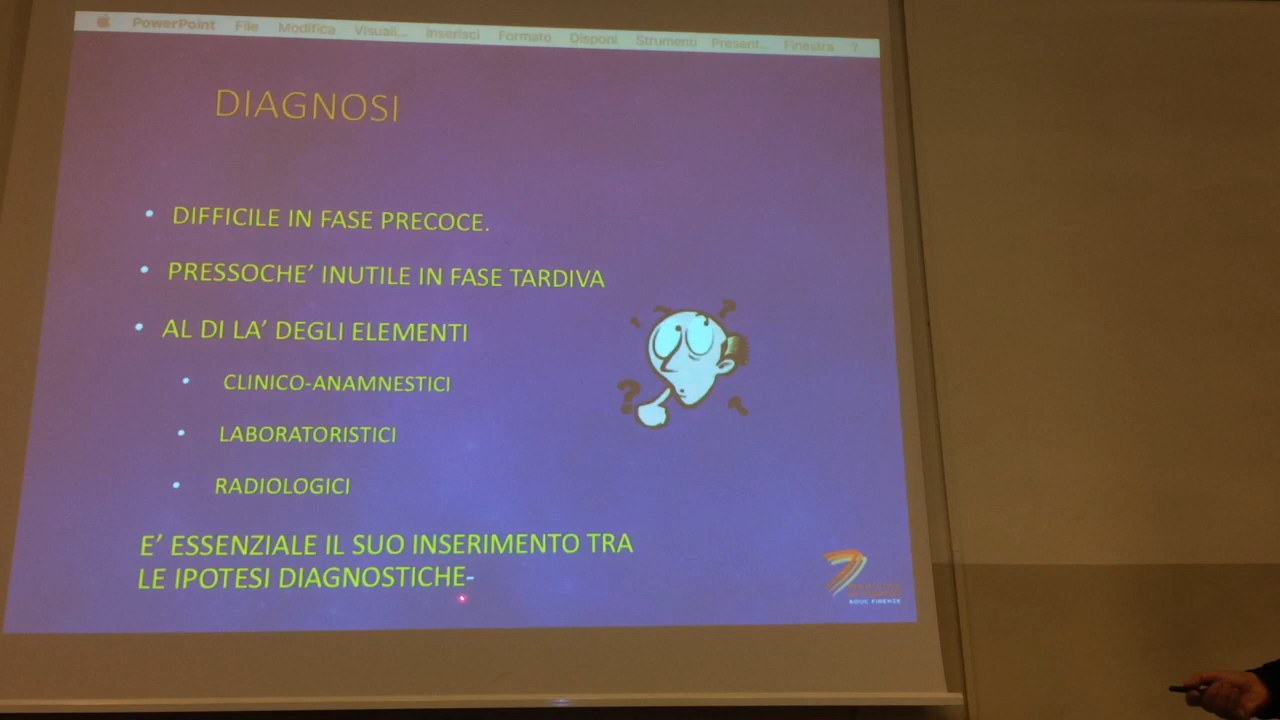 PowerPoint File Modifica Visuali... Inserisci Formato Disponi Strumenti Present... Finestra ?
DIAGNOSI
• DIFFICILE IN FASE PRECOCE.
• PRESSOCHE' INUTILE IN FASE TARDIVA
• AL DI LA' DEGLI ELEMENTI
• CLINICO-ANAMNESTICI
• LABORATORISTICI
• RADIOLOGICI
E' ESSENZIALE IL SUO INSERIMENTO TRA
LE IPOTESI DIAGNOSTICHE-
? ? ? ? ?
FIRENZE